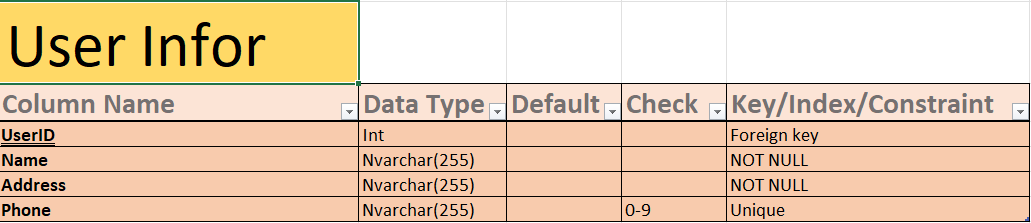 User Infor
Column Name Data Type Default Check Key/Index/Constraint
UserID Int Foreign key
Name Nvarchar(255) NOT NULL
Address Nvarchar(255) NOT NULL
Phone Nvarchar(255) 0-9 Unique